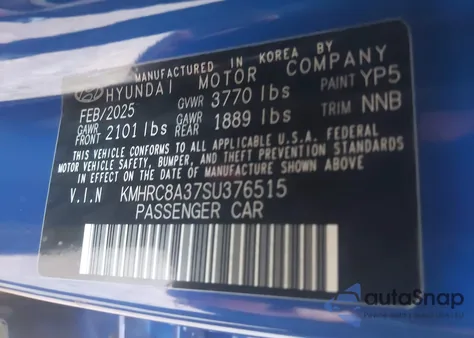 MANUFACTURED IN KOREA BY
HYUNDAI MOTOR COMPANY
FEB/2025 GVWR 3770 lbs PAINT YP5
GAWR FRONT 2101 lbs GAWR REAR 1889 lbs TRIM NNB
THIS VEHICLE CONFORMS TO ALL APPLICABLE U.S.A. FEDERAL
MOTOR VEHICLE SAFETY, BUMPER, AND THEFT PREVENTION STANDARDS
IN EFFECT ON THE DATE OF MANUFACTURE SHOWN ABOVE.
V.I.N KMHRC8A37SU376515
PASSENGER CAR
autoSnap